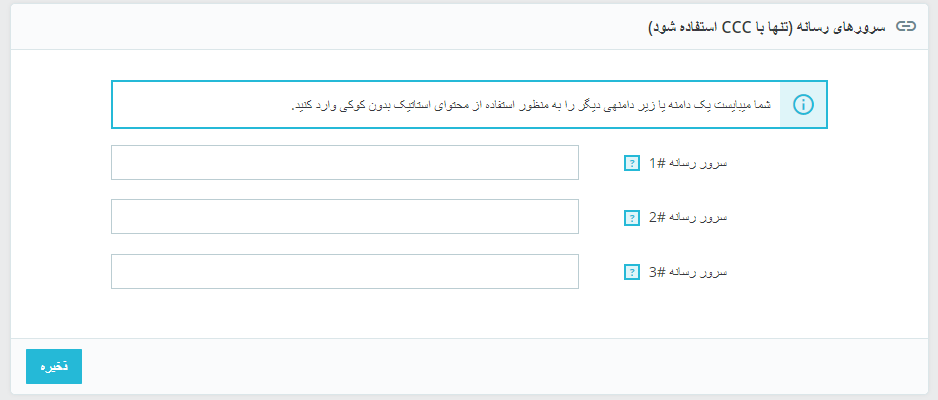 سرورهای رسانه (تنها با CCC استفاده شود)
شما میبایست یک دامنه یا زیر دامنهی دیگر را به منظور استفاده از محتوای استاتیک بدون کوکی وارد کنید.
سرور رسانه #1 ?
سرور رسانه #2 ?
سرور رسانه #3 ?
ذخیره